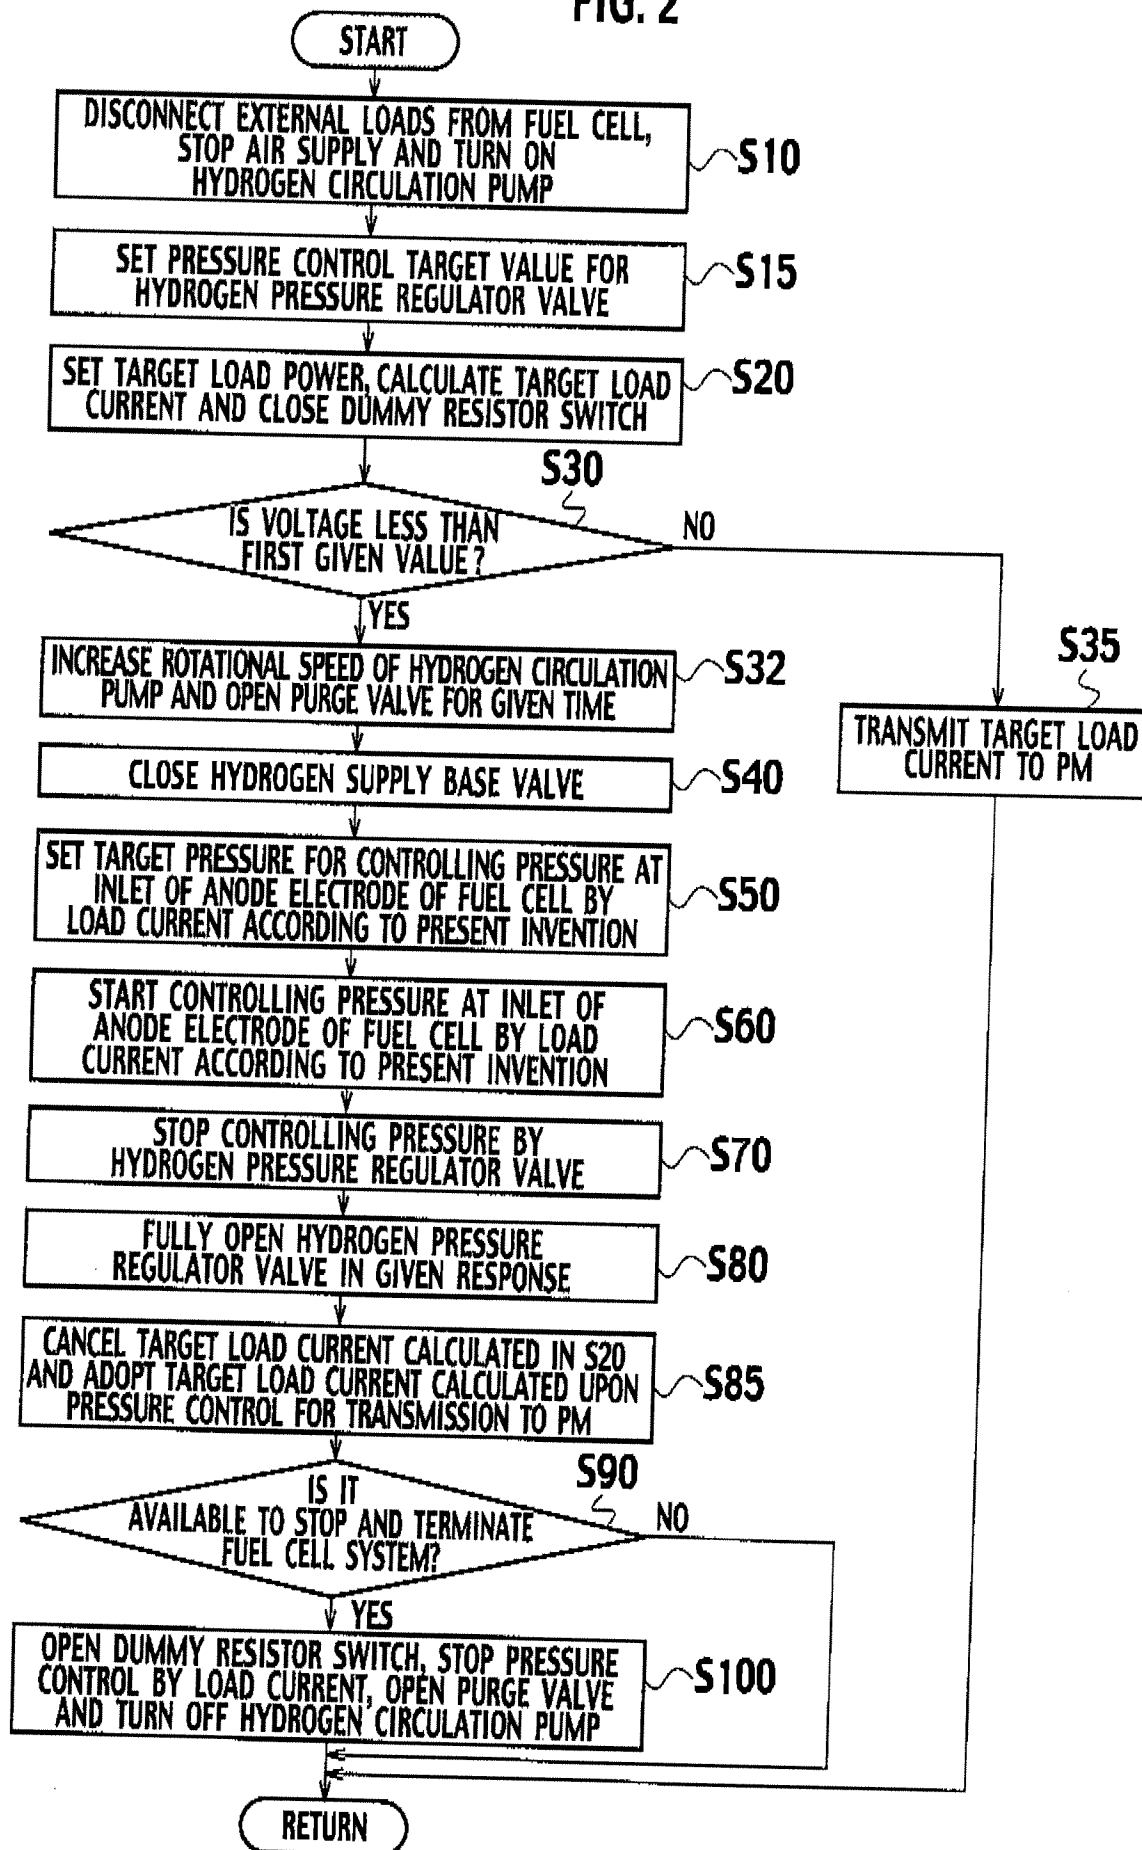 FIG. 2
START
DISCONNECT EXTERNAL LOADS FROM FUEL CELL,
STOP AIR SUPPLY AND TURN ON
HYDROGEN CIRCULATION PUMP
S10
SET PRESSURE CONTROL TARGET VALUE FOR
HYDROGEN PRESSURE REGULATOR VALVE
S15
SET TARGET LOAD POWER, CALCULATE TARGET LOAD
CURRENT AND CLOSE DUMMY RESISTOR SWITCH
S20
S30
IS VOLTAGE LESS THAN
FIRST GIVEN VALUE?
NO
YES
INCREASE ROTATIONAL SPEED OF HYDROGEN CIRCULATION
PUMP AND OPEN PURGE VALVE FOR GIVEN TIME
S32
S35
TRANSMIT TARGET LOAD
CURRENT TO PM
CLOSE HYDROGEN SUPPLY BASE VALVE
S40
SET TARGET PRESSURE FOR CONTROLLING PRESSURE AT
INLET OF ANODE ELECTRODE OF FUEL CELL BY
LOAD CURRENT ACCORDING TO PRESENT INVENTION
S50
START CONTROLLING PRESSURE AT INLET OF
ANODE ELECTRODE OF FUEL CELL BY LOAD
CURRENT ACCORDING TO PRESENT INVENTION
S60
STOP CONTROLLING PRESSURE BY
HYDROGEN PRESSURE REGULATOR VALVE
S70
FULLY OPEN HYDROGEN PRESSURE
REGULATOR VALVE IN GIVEN RESPONSE
S80
CANCEL TARGET LOAD CURRENT CALCULATED IN S20
AND ADOPT TARGET LOAD CURRENT CALCULATED UPON
PRESSURE CONTROL FOR TRANSMISSION TO PM
S85
S90
IS IT
AVAILABLE TO STOP AND TERMINATE
FUEL CELL SYSTEM?
NO
YES
OPEN DUMMY RESISTOR SWITCH, STOP PRESSURE
CONTROL BY LOAD CURRENT, OPEN PURGE VALVE
AND TURN OFF HYDROGEN CIRCULATION PUMP
S100
RETURN